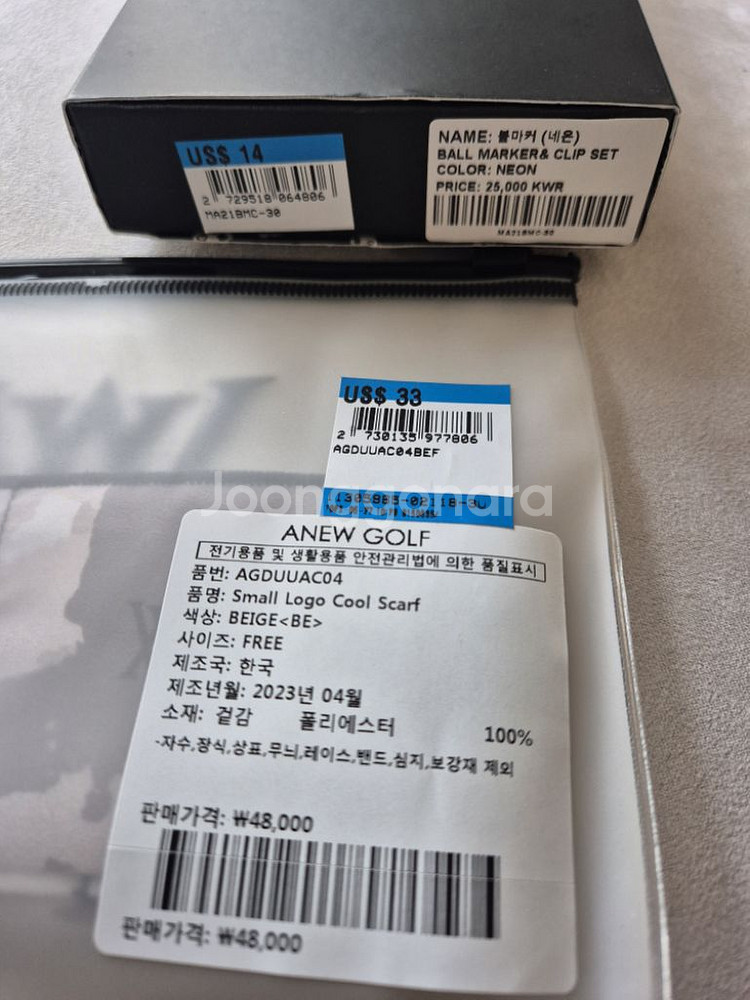 US$ 14
2 729518 064806
MA21BMC-30
NAME:볼마커 (네온)
BALL MARKER& CLIP SET
COLOR: NEON
PRICE: 25,000 KWR
MA21BMC-30
US$ 33
2 730135 977806
AGDUUAC04BEF
Joonggonara
ANEW GOLF
전기용품 및 생활용품 안전관리법에 의한 품질표시
품번: AGDUUAC04
품명: Small Logo Cool Scarf
색상: BEIGE<BE>
사이즈: FREE
제조국: 한국
제조년월: 2023년 04월
소재: 겉감 폴리에스터 100%
-자수,장식,상표,무늬,레이스,밴드,심지,보강재 제외
판매가격: ₩48,000
판매가격: ₩48,000